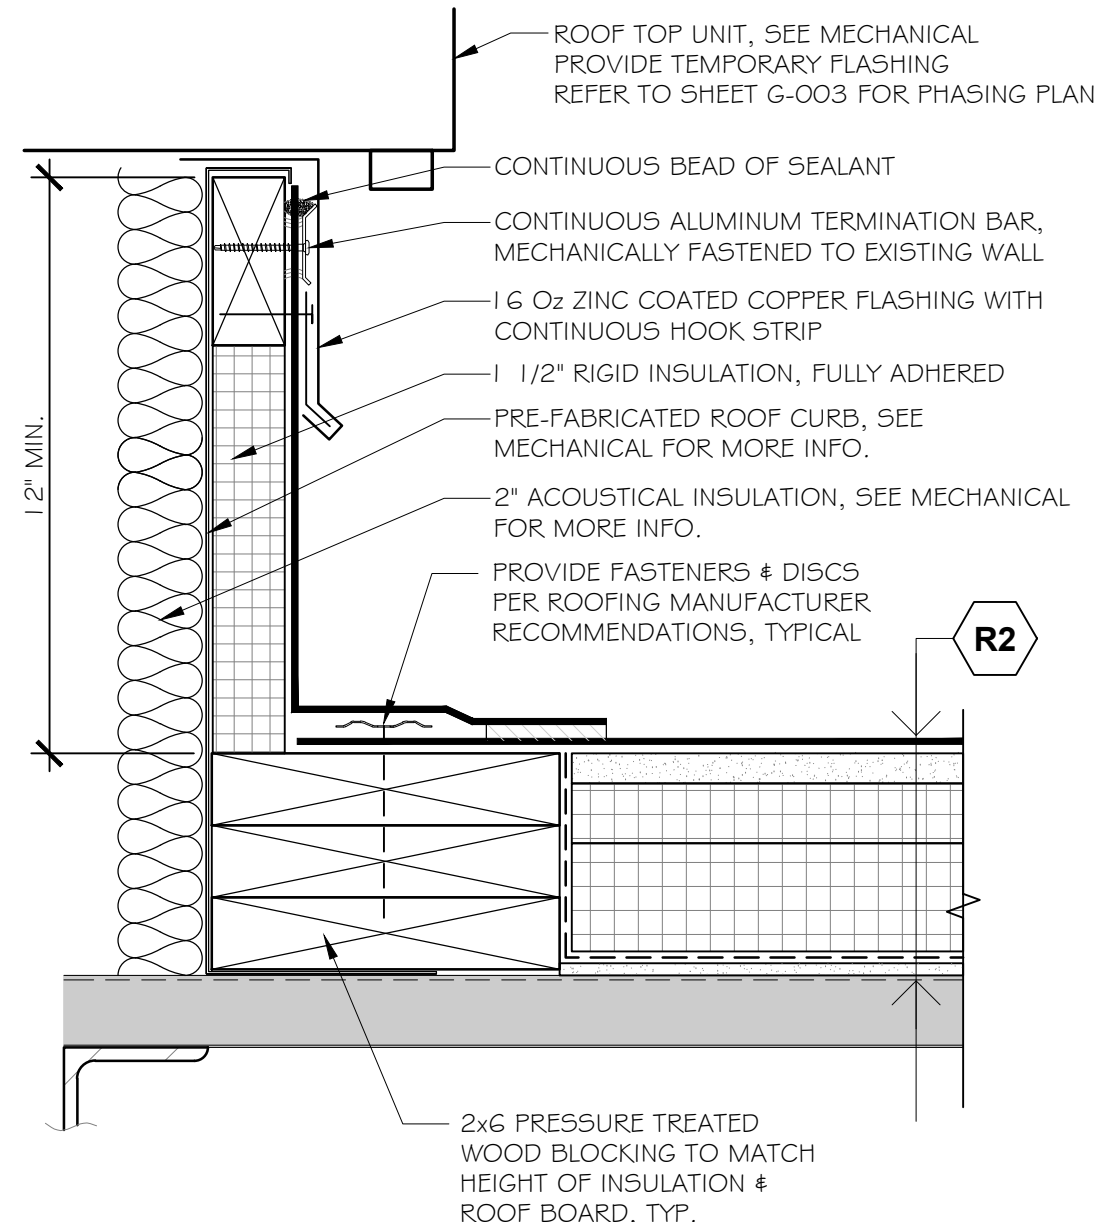 ROOF TOP UNIT, SEE MECHANICAL
PROVIDE TEMPORARY FLASHING
REFER TO SHEET G-003 FOR PHASING PLAN
CONTINUOUS BEAD OF SEALANT
CONTINUOUS ALUMINUM TERMINATION BAR,
MECHANICALLY FASTENED TO EXISTING WALL
16 Oz ZINC COATED COPPER FLASHING WITH
CONTINUOUS HOOK STRIP
1 1/2" RIGID INSULATION, FULLY ADHERED
PRE-FABRICATED ROOF CURB, SEE
MECHANICAL FOR MORE INFO.
12" MIN.
2" ACOUSTICAL INSULATION, SEE MECHANICAL
FOR MORE INFO.
PROVIDE FASTENERS & DISCS
PER ROOFING MANUFACTURER
RECOMMENDATIONS, TYPICAL
R2
2x6 PRESSURE TREATED
WOOD BLOCKING TO MATCH
HEIGHT OF INSULATION &
ROOF BOARD. TYP.